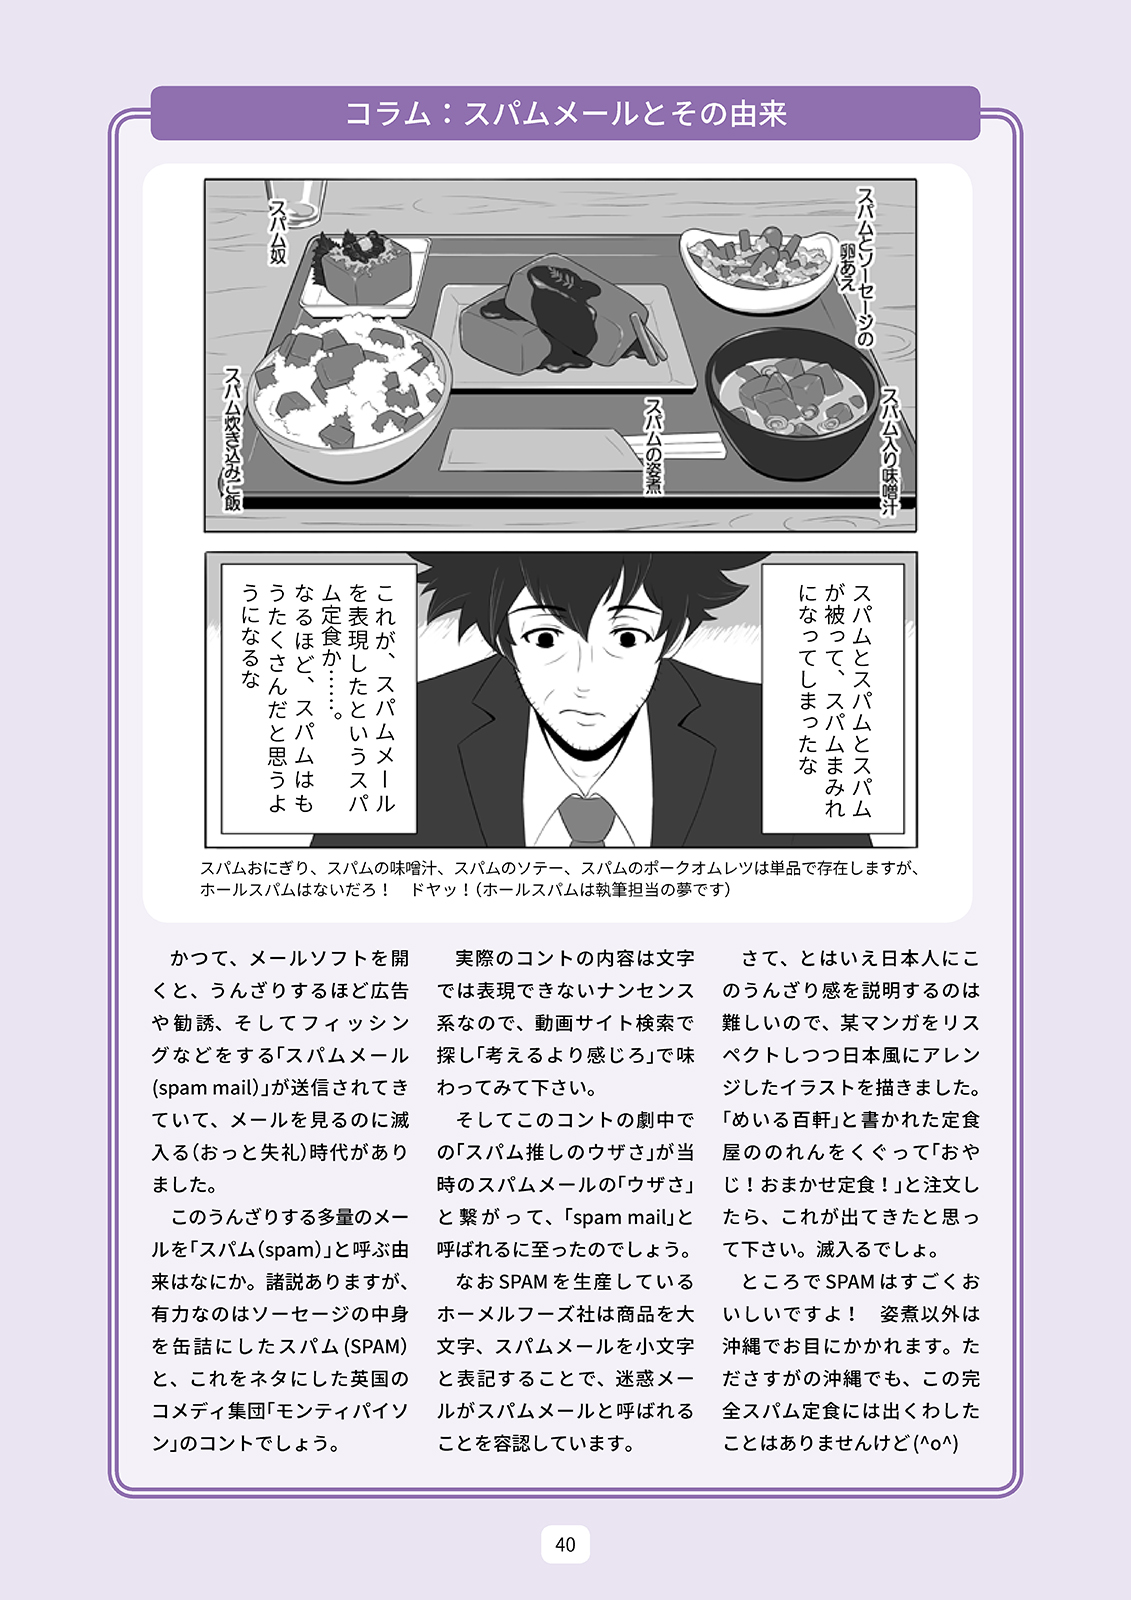 コラム：スパムメールとその由来
スパムとソーセージの
卵あえ
スパム奴
スパム入り味噌汁
スパムの姿煮
スパム炊き込みご飯
スパムとスパムとスパム
が被って、スパムまみれ
になってしまったな
これが、スパムメール
を表現したというスパ
ム定食か……。
なるほど、スパムはも
うたくさんだと思うよ
うになるな
スパムおにぎり、スパムの味噌汁、スパムのソテー、スパムのポークオムレツは単品で存在しますが、
ホールスパムはないだろ！　ドヤッ！（ホールスパムは執筆担当の夢です）
かつて、メールソフトを開
くと、うんざりするほど広告
や勧誘、そしてフィッシン
グなどをする「スパムメール
(spam mail)」が送信されてき
ていて、メールを見るのに滅
入る（おっと失礼）時代があり
ました。
このうんざりする多量のメー
ルを「スパム（spam）」と呼ぶ由
来はなにか。諸説ありますが、
有力なのはソーセージの中身
を缶詰にしたスパム(SPAM)
と、これをネタにした英国の
コメディ集団「モンティパイソ
ン」のコントでしょう。
実際のコントの内容は文字
では表現できないナンセンス
系なので、動画サイト検索で
探し「考えるより感じろ」で味
わってみて下さい。
そしてこのコントの劇中で
の「スパム推しのウザさ」が当
時のスパムメールの「ウザさ」
と繋がって、「spam mail」と
呼ばれるに至ったのでしょう。
なおSPAMを生産している
ホーメルフーズ社は商品を大
文字、スパムメールを小文字
と表記することで、迷惑メー
ルがスパムメールと呼ばれる
ことを容認しています。
さて、とはいえ日本人にこ
のうんざり感を説明するのは
難しいので、某マンガをリス
ペクトしつつ日本風にアレン
ジしたイラストを描きました。
「めいる百軒」と書かれた定食
屋ののれんをくぐって「おや
じ！おまかせ定食！」と注文し
たら、これが出てきたと思っ
て下さい。滅入るでしょ。
ところでSPAMはすごくお
いしいですよ！　姿煮以外は
沖縄でお目にかかれます。た
ださすがの沖縄でも、この完
全スパム定食には出くわした
ことはありませんけど(^o^)
40